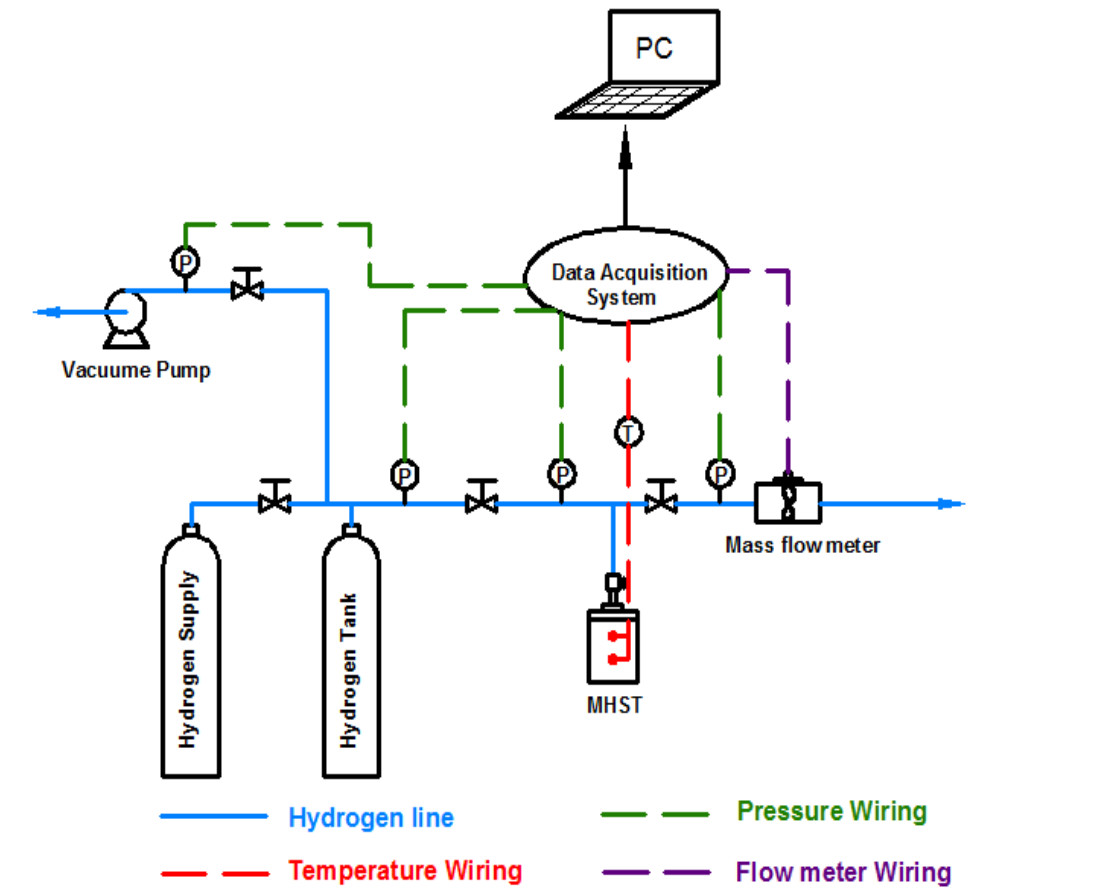 PC
Data Acquisition
System
P
Vacuume Pump
T
P
P
P
Mass flow meter
Hydrogen Supply
Hydrogen Tank
MHST
Hydrogen line
Pressure Wiring
Temperature Wiring
Flow meter Wiring